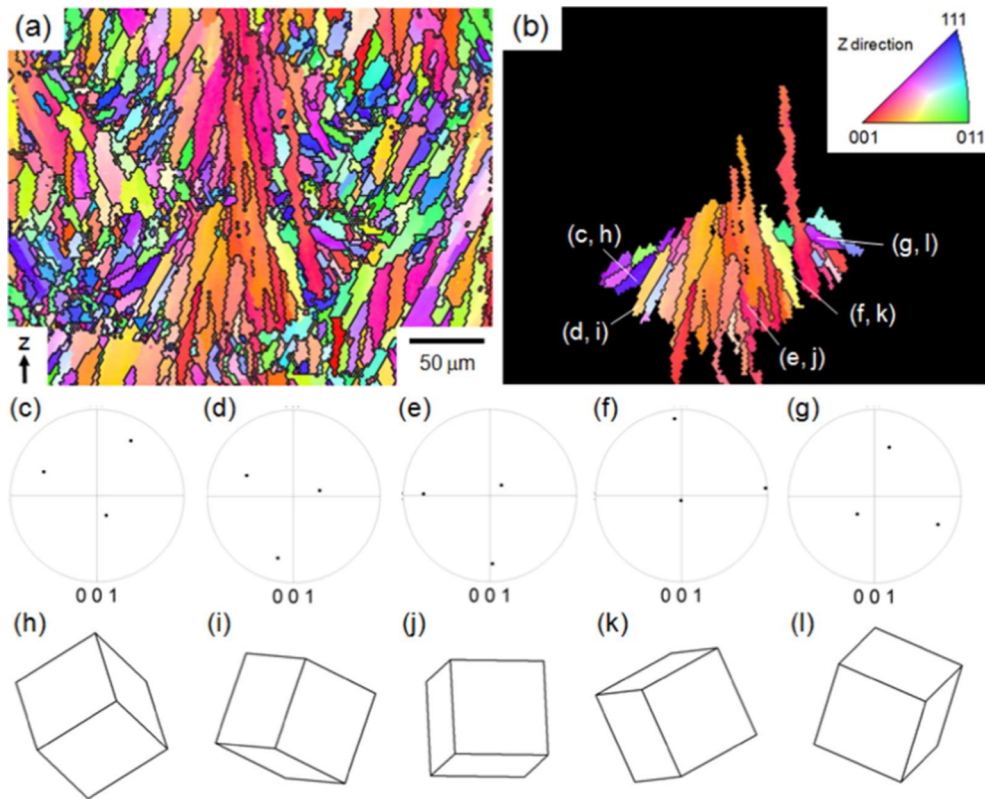 (a)
(b)
Z direction
111
001
011
(c, h)
(g, l)
(d, i)
(f, k)
(e, j)
z
50 μm
(c)
(d)
(e)
(f)
(g)
0 0 1
0 0 1
0 0 1
0 0 1
0 0 1
(h)
(i)
(j)
(k)
(l)